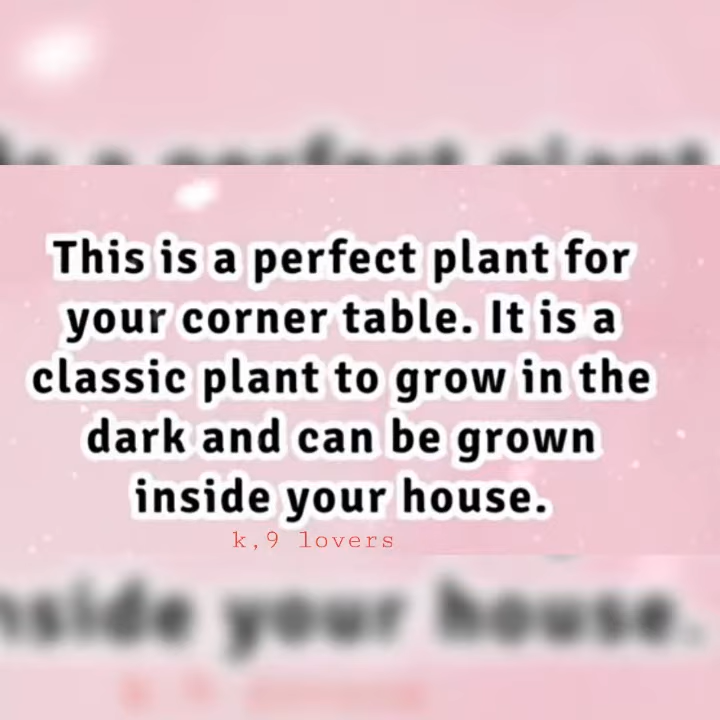 This is a perfect plant for
your corner table. It is a
classic plant to grow in the
dark and can be grown
inside your house.
k,9 lovers